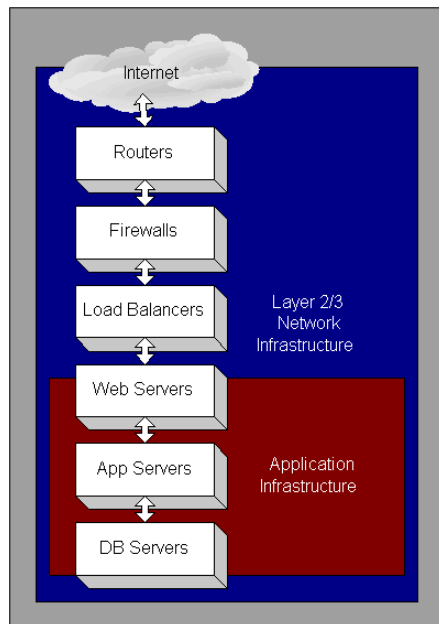 Internet
Routers
Firewalls
Load Balancers
Layer 2/3
Network
Infrastructure
Web Servers
App Servers
Application
Infrastructure
DB Servers